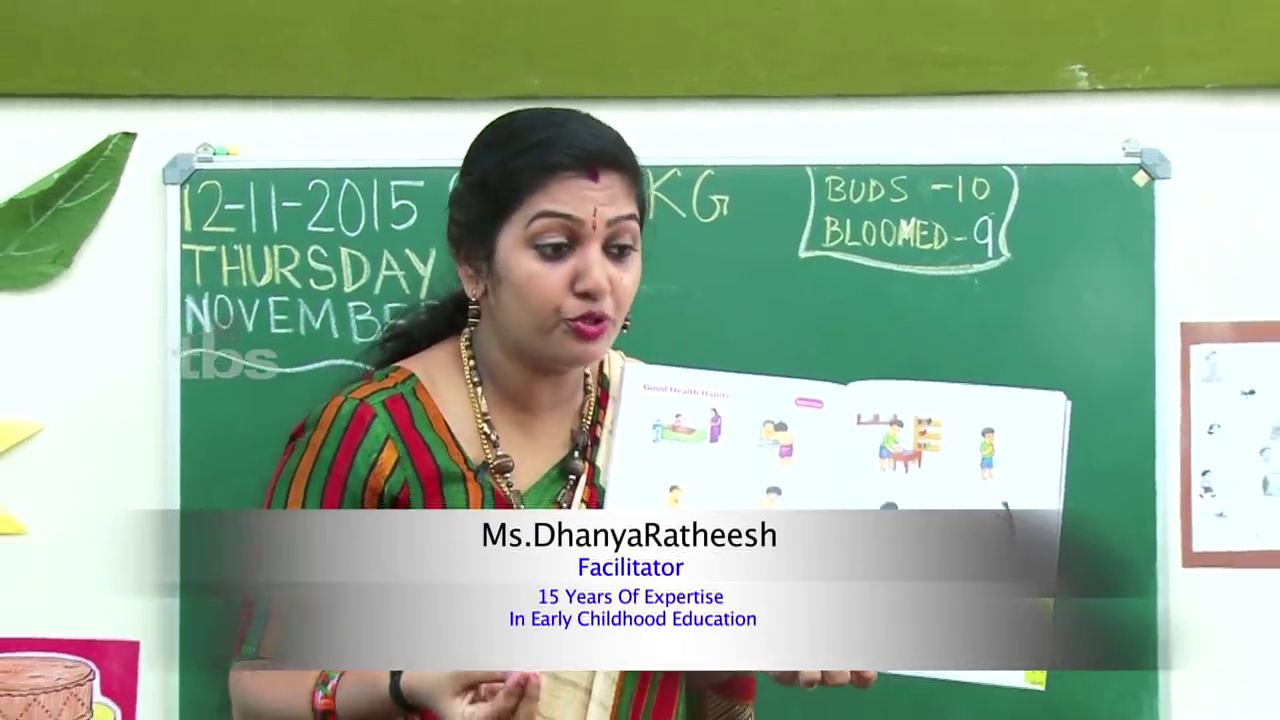 12-11-2015
THURSDAY
NOVEMBE
KG
BUDS -10
BLOOMED-9
tbs
Good Health Habits
Ms.DhanyaRatheesh
Facilitator
15 Years Of Expertise
In Early Childhood Education